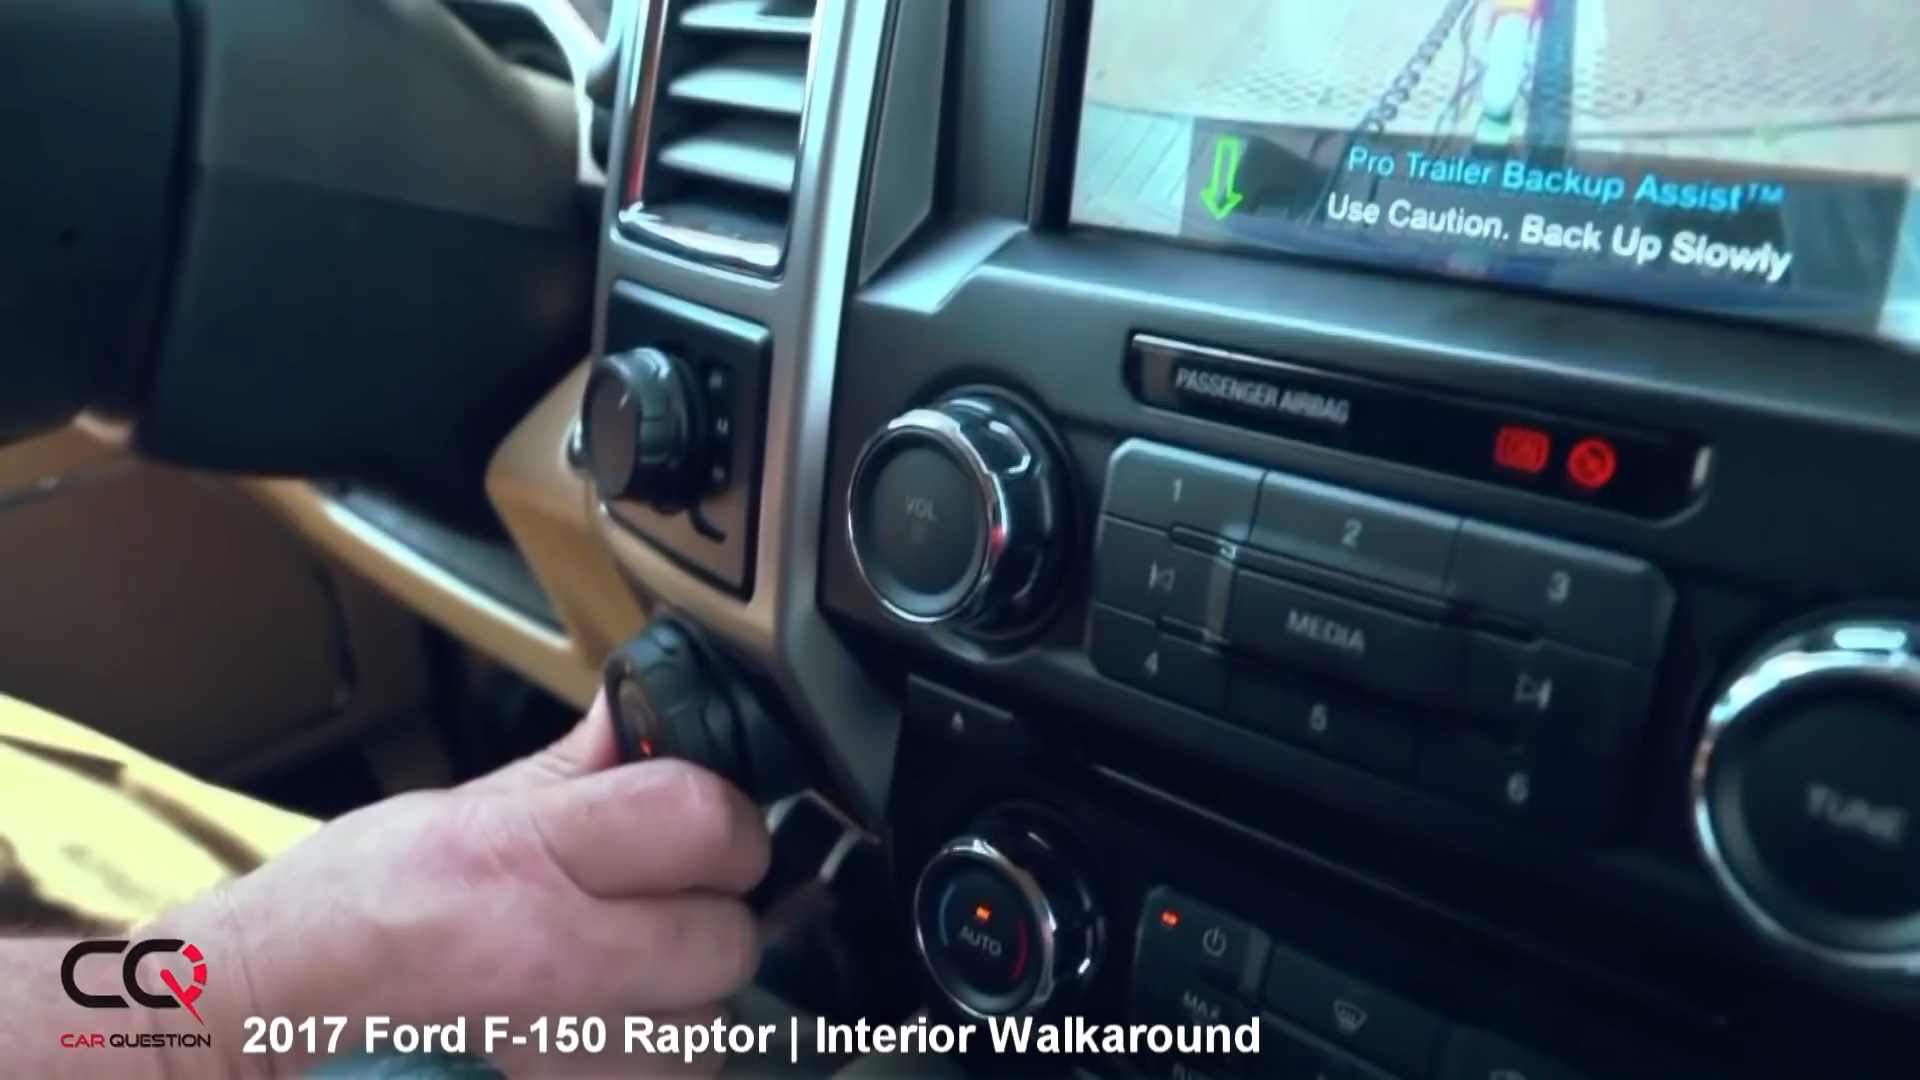 Pro Trailer Backup Assist™
Use Caution. Back Up Slowly
PASSENGER AIRBAG
VOL
1
2
3
MEDIA
4
5
6
TUNE
AUTO
MAX
CQ
CAR QUESTION
2017 Ford F-150 Raptor | Interior Walkaround